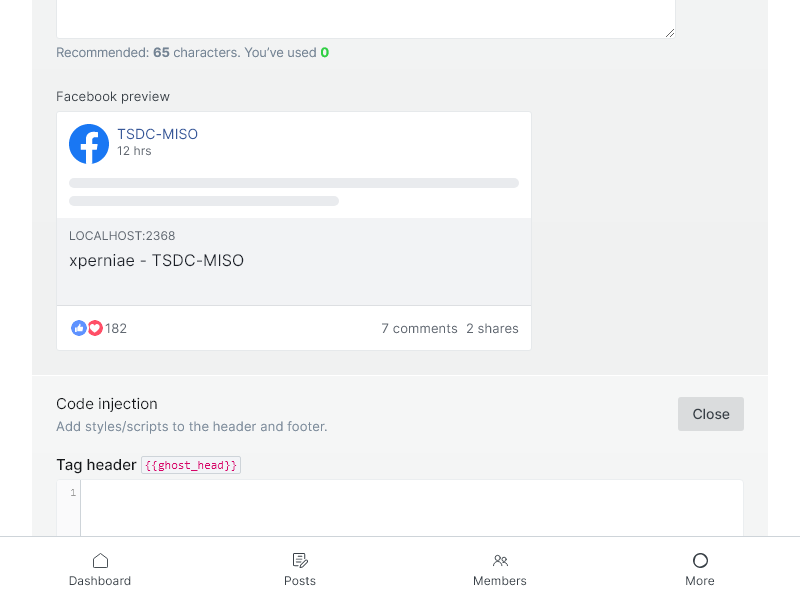 Recommended: 65 characters. You’ve used 0
Facebook preview
TSDC-MISO
12 hrs
LOCALHOST:2368
xperniae - TSDC-MISO
182
7 comments 2 shares
Code injection
Close
Add styles/scripts to the header and footer.
Tag header {{ghost_head}}
1
Dashboard
Posts
Members
More